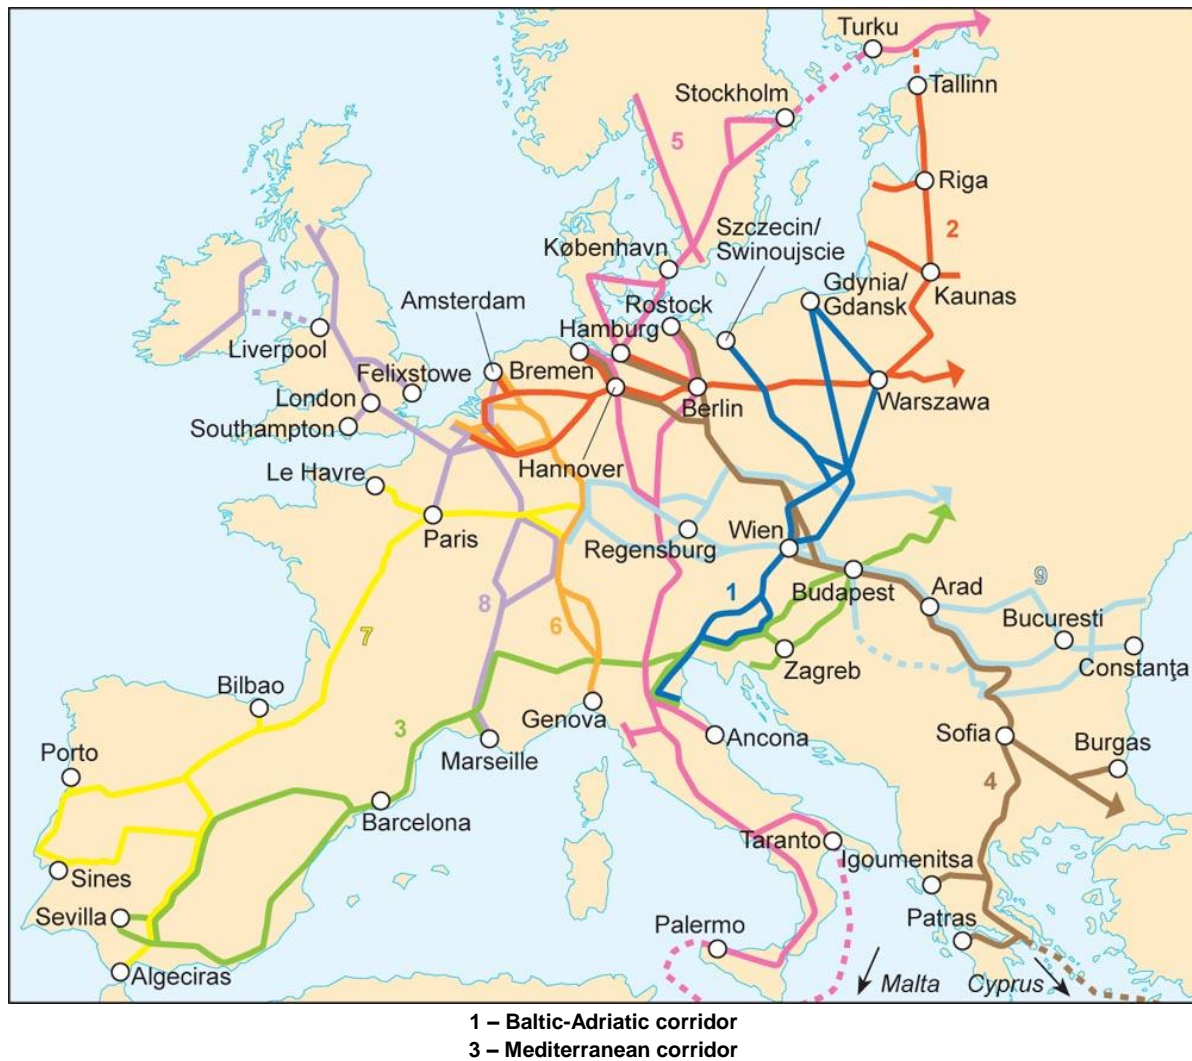 Turku
Tallinn
Stockholm
5
Riga
Szczecin/
Swinoujscie
2
København
Gdynia/
Gdansk
Kaunas
Amsterdam
Rostock
Hamburg
Liverpool
Felixstowe
Bremen
London
Berlin
Warszawa
Southampton
Le Havre
Hannover
Paris
Regensburg
Wien
8
1
Budapest
Arad
9
7
6
Bucuresti
Zagreb
Constanţa
Bilbao
Genova
3
Ancona
Sofia
Burgas
Porto
Marseille
4
Barcelona
Taranto
Igoumenitsa
Sines
Sevilla
Palermo
Patras
Algeciras
Malta
Cyprus
1 – Baltic-Adriatic corridor
3 – Mediterranean corridor